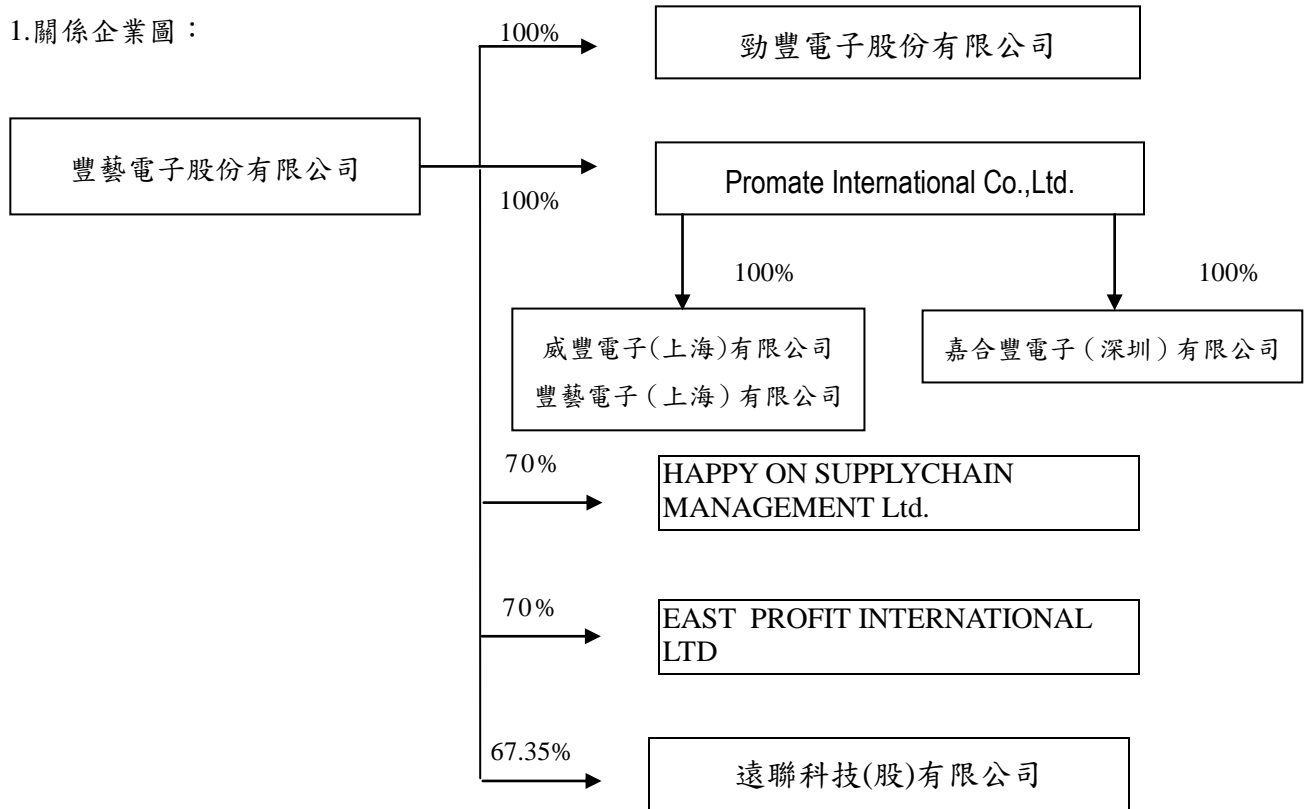 1.關係企業圖：
100%
勁豐電子股份有限公司
豐藝電子股份有限公司
100%
Promate International Co.,Ltd.
100%
100%
威豐電子(上海)有限公司
豐藝電子（上海）有限公司
嘉合豐電子（深圳）有限公司
70%
HAPPY ON SUPPLYCHAIN
MANAGEMENT Ltd.
70%
EAST PROFIT INTERNATIONAL
LTD
67.35%
遠聯科技(股)有限公司